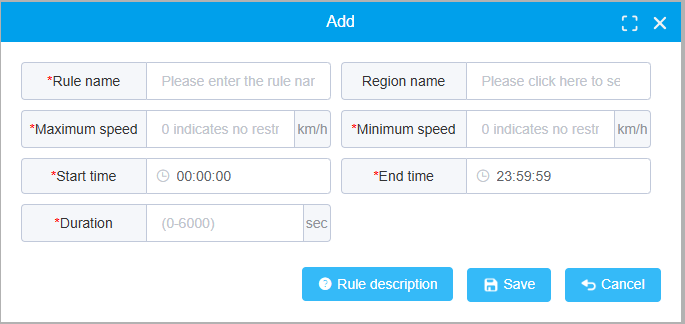 Add
*Rule name Please enter the rule nar Region name Please click here to se
*Maximum speed 0 indicates no restr km/h *Minimum speed 0 indicates no restr km/h
*Start time 00:00:00 *End time 23:59:59
*Duration (0-6000) sec
Rule description Save Cancel